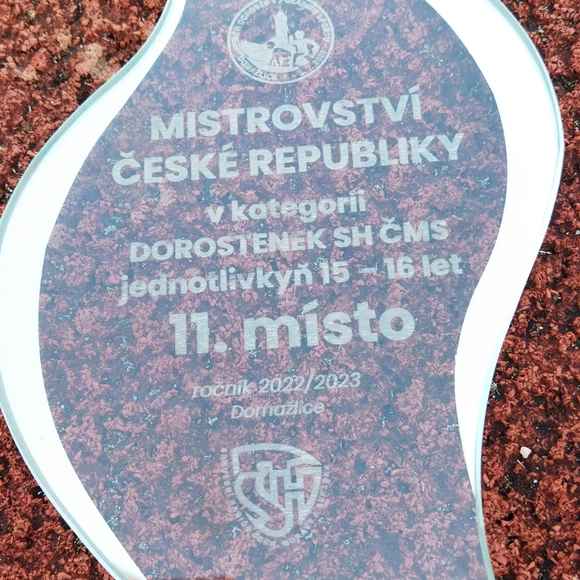 MISTROVSTVÍ
ČESKÉ REPUBLIKY
v kategorii
DOROSTENEK SH ČMS
jednotlivkyň 15 – 16 let
11. místo
ročník 2022/2023
Domažlice